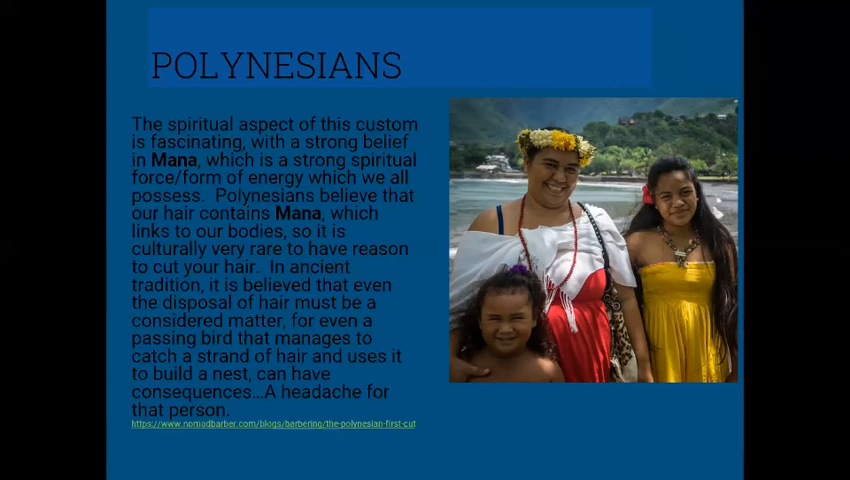 POLYNESIANS
The spiritual aspect of this custom
is fascinating, with a strong belief
in Mana, which is a strong spiritual
force/form of energy which we all
possess.  Polynesians believe that
our hair contains Mana, which
links to our bodies, so it is
culturally very rare to have reason
to cut your hair.  In ancient
tradition, it is believed that even
the disposal of hair must be a
considered matter, for even a
passing bird that manages to
catch a strand of hair and uses it
to build a nest, can have
consequences...A headache for
that person.
https://www.nomadbarber.com/blogs/barbering/the-polynesian-first-cut